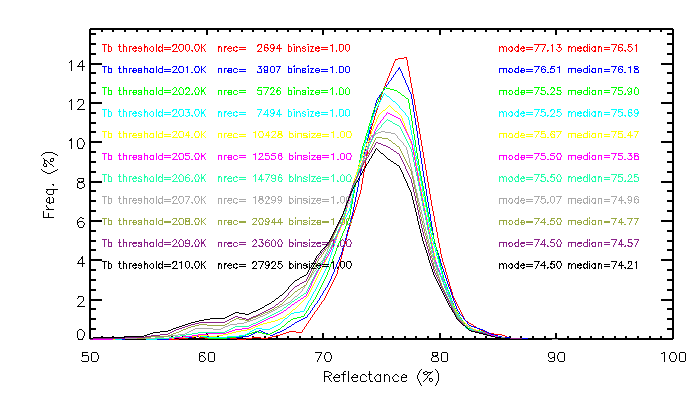 Tb threshold=200.0K nrec= 2694 binsize=1.00 mode=77.13 median=76.51
Tb threshold=201.0K nrec= 3907 binsize=1.00 mode=76.51 median=76.18
Tb threshold=202.0K nrec= 5726 binsize=1.00 mode=75.25 median=75.90
Tb threshold=203.0K nrec= 7494 binsize=1.00 mode=75.25 median=75.69
Tb threshold=204.0K nrec= 10428 binsize=1.00 median=75.47
Tb threshold=205.0K nrec= 12556 binsize=1.00 mode=75.50 median=75.38
Tb threshold=206.0K nrec= 14796 binsize=1.00 mode=75.50 median=75.25
Tb threshold=207.0K nrec= 18299 binsize=1.00 mode=75.07 median=74.96
Tb threshold=208.0K nrec= 20944 binsize=1.00 mode=74.50 median=74.77
Tb threshold=209.0K nrec= 23600 binsize=1.00 mode=74.50 median=74.57
Tb threshold=210.0K nrec= 27925 binsize=1.00 mode=74.50 median=74.21
14
12
10
8
6
4
2
0
Freq. (%)
50 60 70 80 90 100
Reflectance (%)